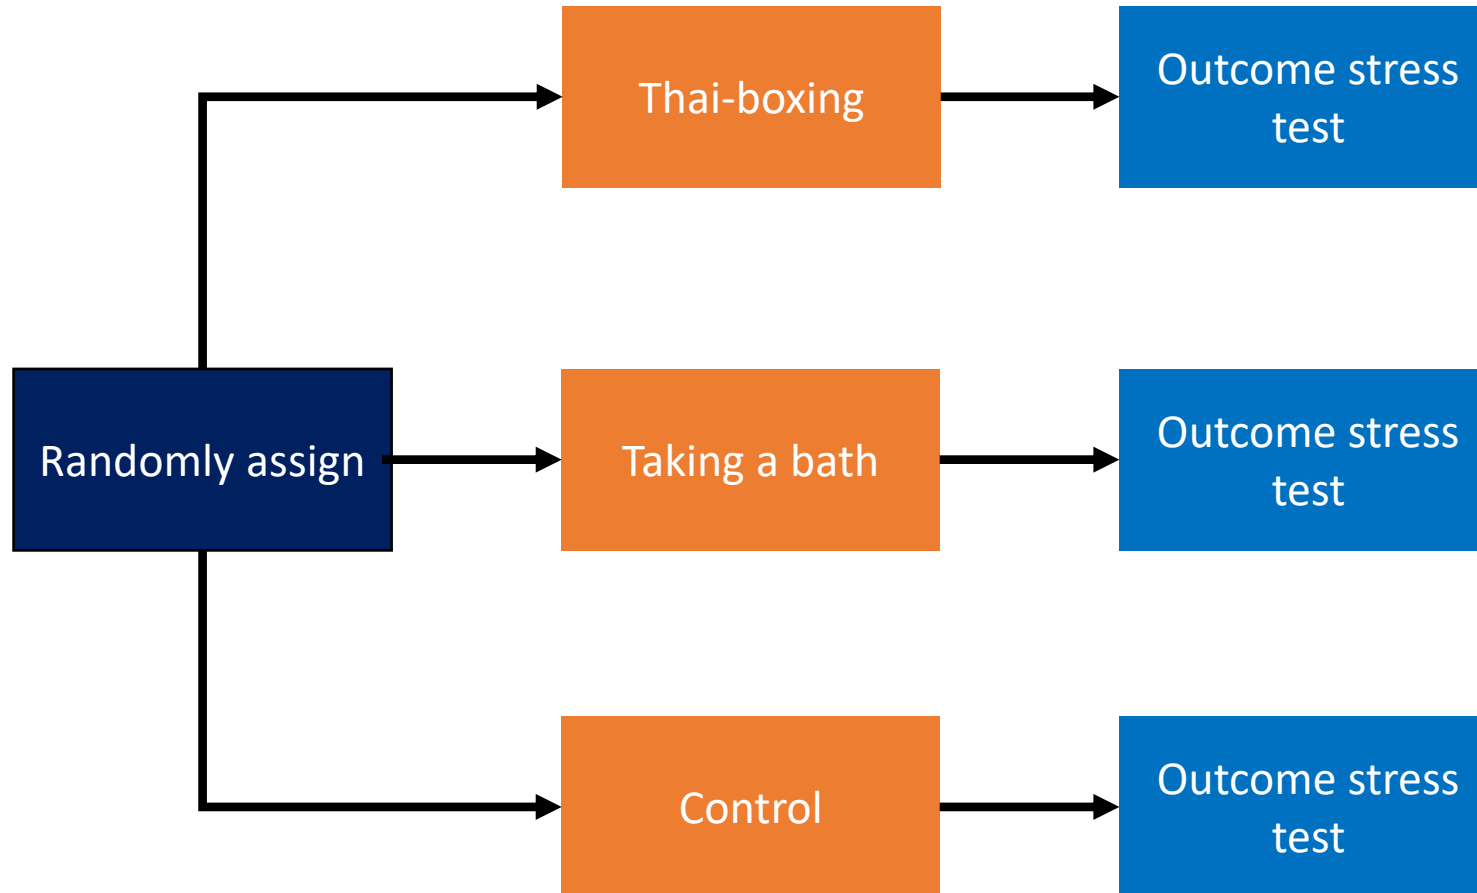 Thai-boxing
Outcome stress
test
Randomly assign
Taking a bath
Outcome stress
test
Control
Outcome stress
test